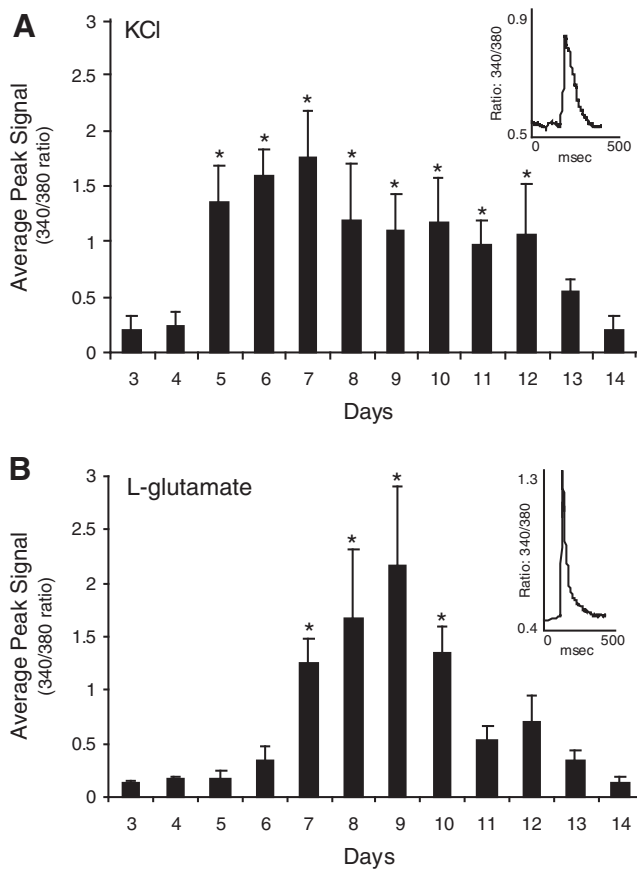 A
KCl
3
2.5
2
1.5
1
0.5
0
Average Peak Signal
(340/380 ratio)
* * * * * * * *
3 4 5 6 7 8 9 10 11 12 13 14
Days
0.9
0.5
Ratio: 340/380
0 500
msec
B
L-glutamate
3
2.5
2
1.5
1
0.5
0
Average Peak Signal
(340/380 ratio)
* * * *
3 4 5 6 7 8 9 10 11 12 13 14
Days
1.3
0.4
Ratio: 340/380
0 500
msec